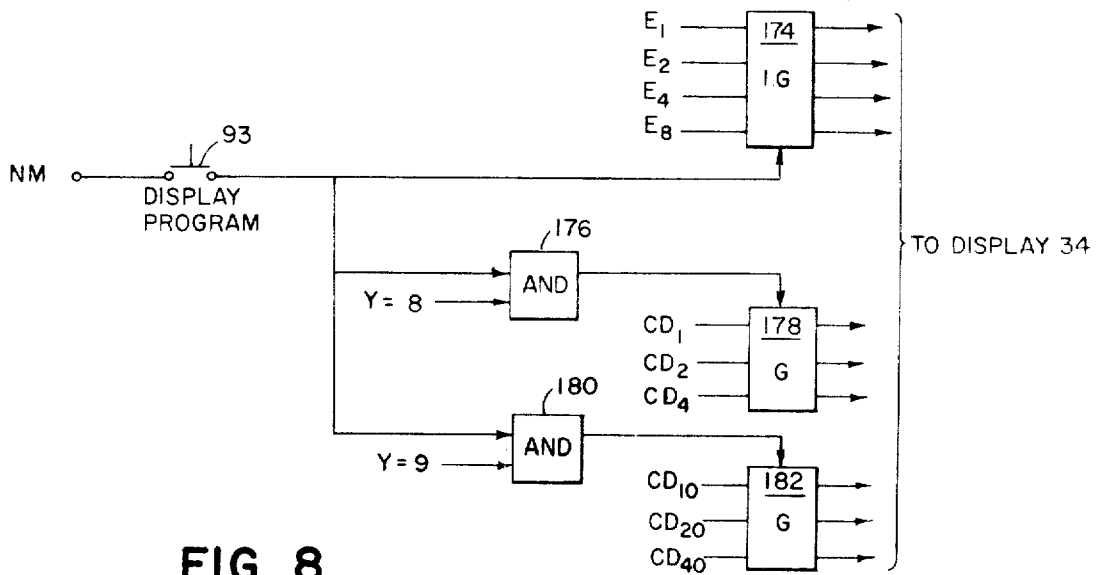 E1
174
E2
I.G
E4
E8
93
NM
DISPLAY
PROGRAM
176
TO DISPLAY 34
AND
Y = 8
CD1
178
CD2
G
CD4
180
AND
Y = 9
CD10
182
CD20
G
CD40
FIG. 8